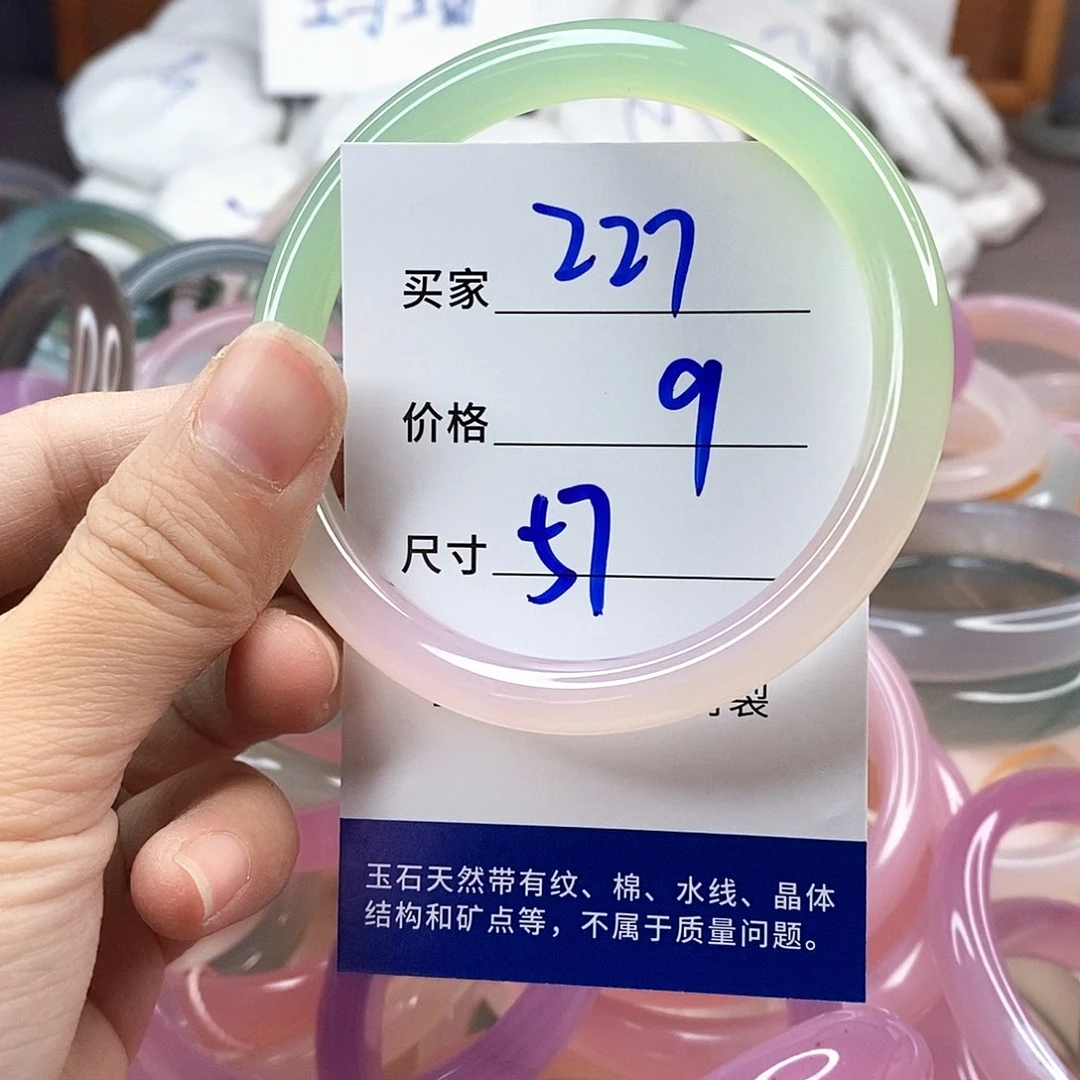 买家 227
价格 9
尺寸 57
裂
玉石天然带有纹、棉、水线、晶体
结构和矿点等，不属于质量问题。